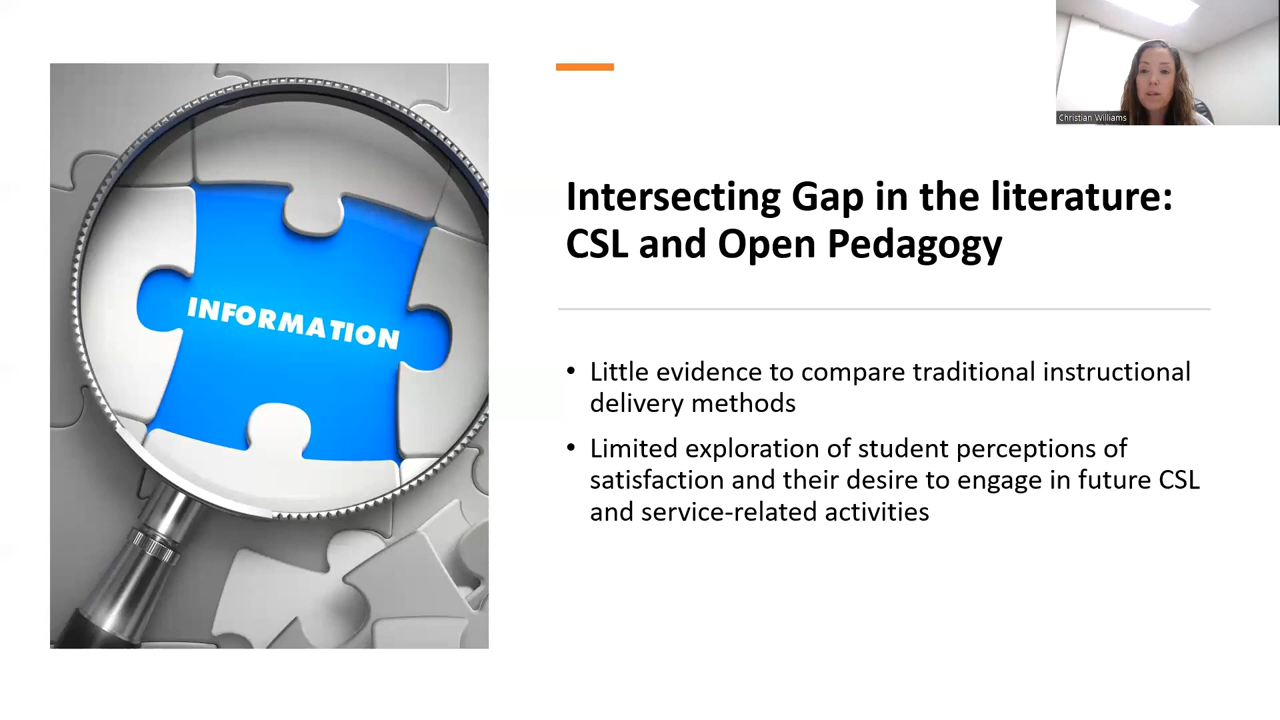 Christian Williams
Intersecting Gap in the literature:
CSL and Open Pedagogy
INFORMATION
• Little evidence to compare traditional instructional
delivery methods
• Limited exploration of student perceptions of
satisfaction and their desire to engage in future CSL
and service-related activities